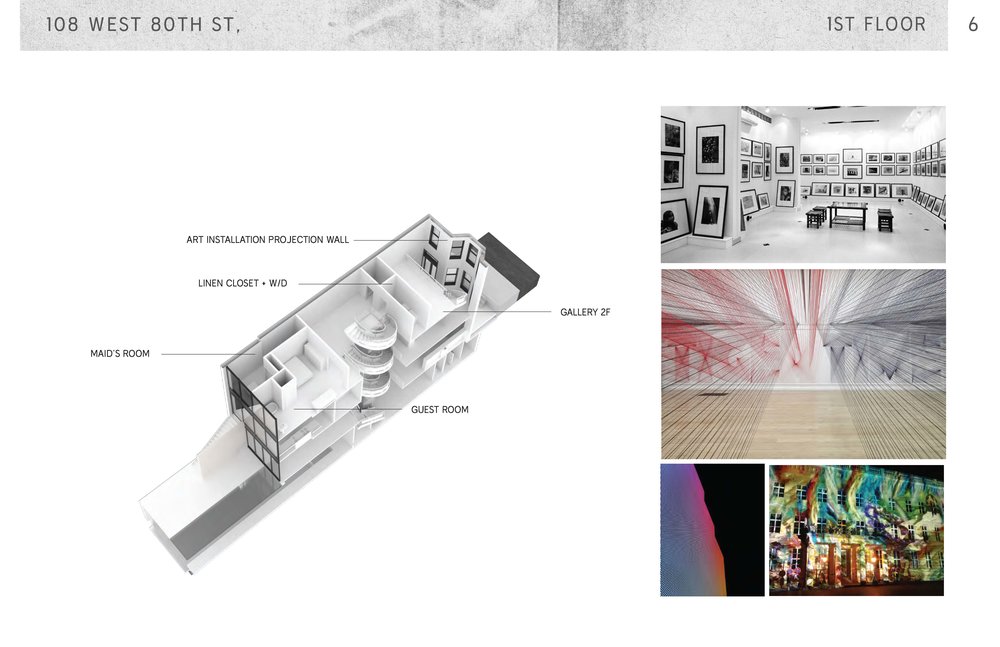 108 WEST 80TH ST,
1ST FLOOR
6
ART INSTALLATION PROJECTION WALL
LINEN CLOSET + W/D
GALLERY 2F
MAID'S ROOM
GUEST ROOM